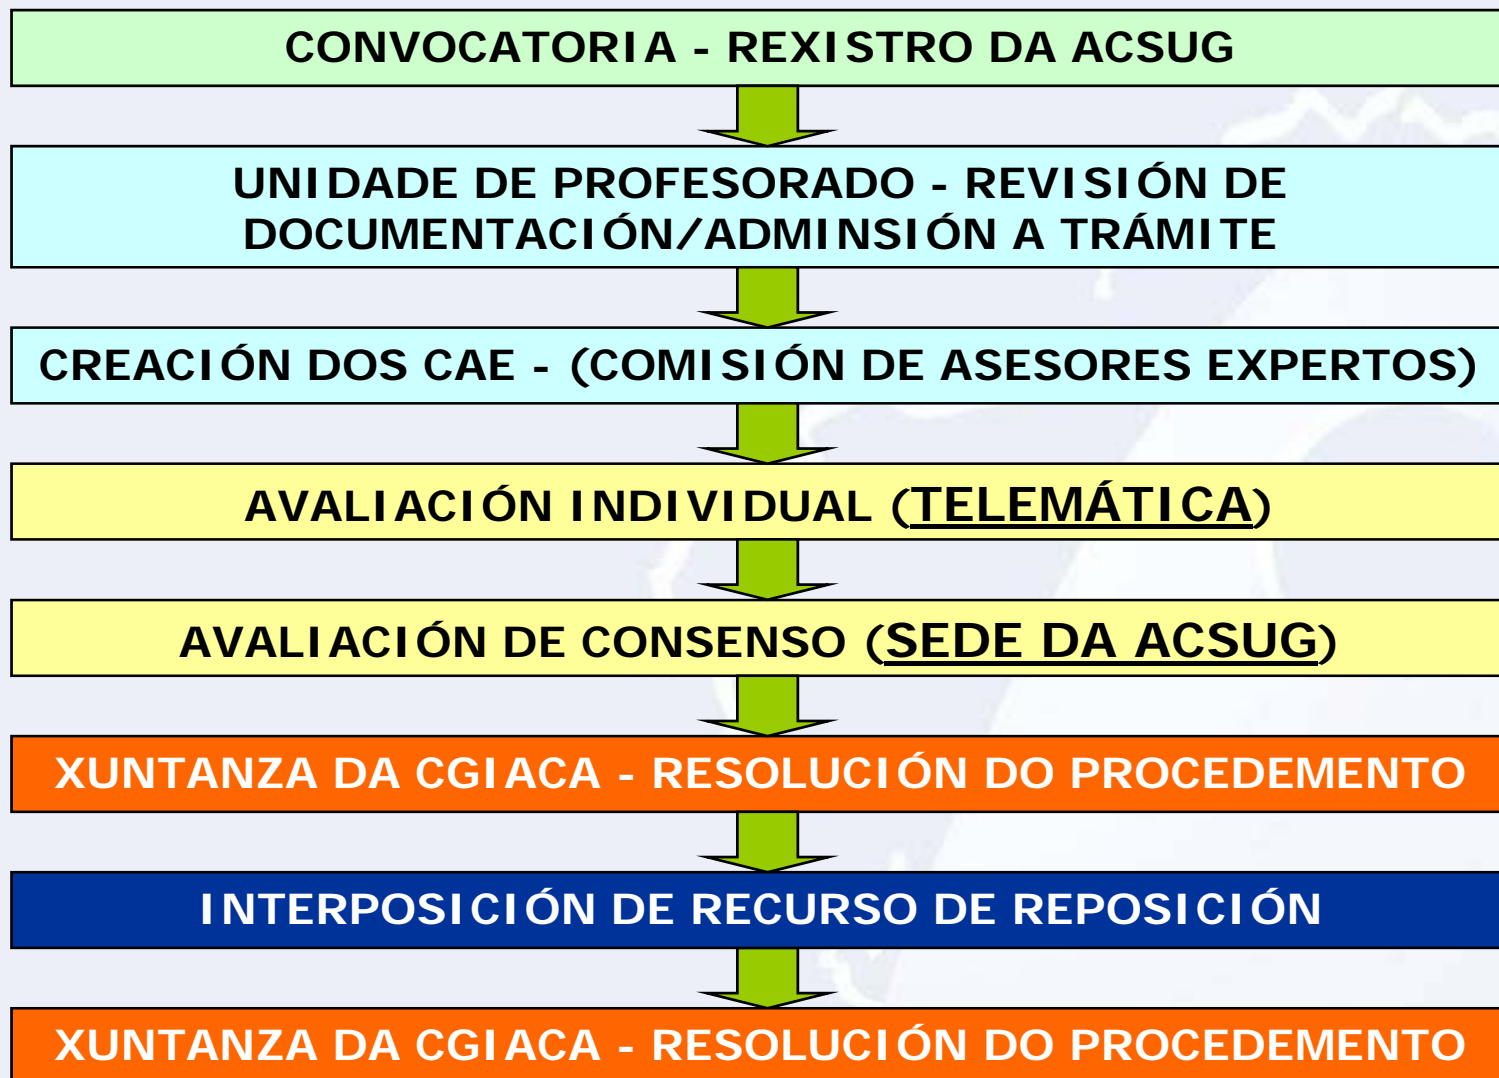 CONVOCATORIA - REXISTRO DA ACSUG
UNIDADE DE PROFESORADO - REVISIÓN DE
DOCUMENTACIÓN/ADMINSIÓN A TRÁMITE
CREACIÓN DOS CAE - (COMISIÓN DE ASESORES EXPERTOS)
AVALIACIÓN INDIVIDUAL (TELEMÁTICA)
AVALIACIÓN DE CONSENSO (SEDE DA ACSUG)
XUNTANZA DA CGIACA - RESOLUCIÓN DO PROCEDEMENTO
INTERPOSICIÓN DE RECURSO DE REPOSICIÓN
XUNTANZA DA CGIACA - RESOLUCIÓN DO PROCEDEMENTO